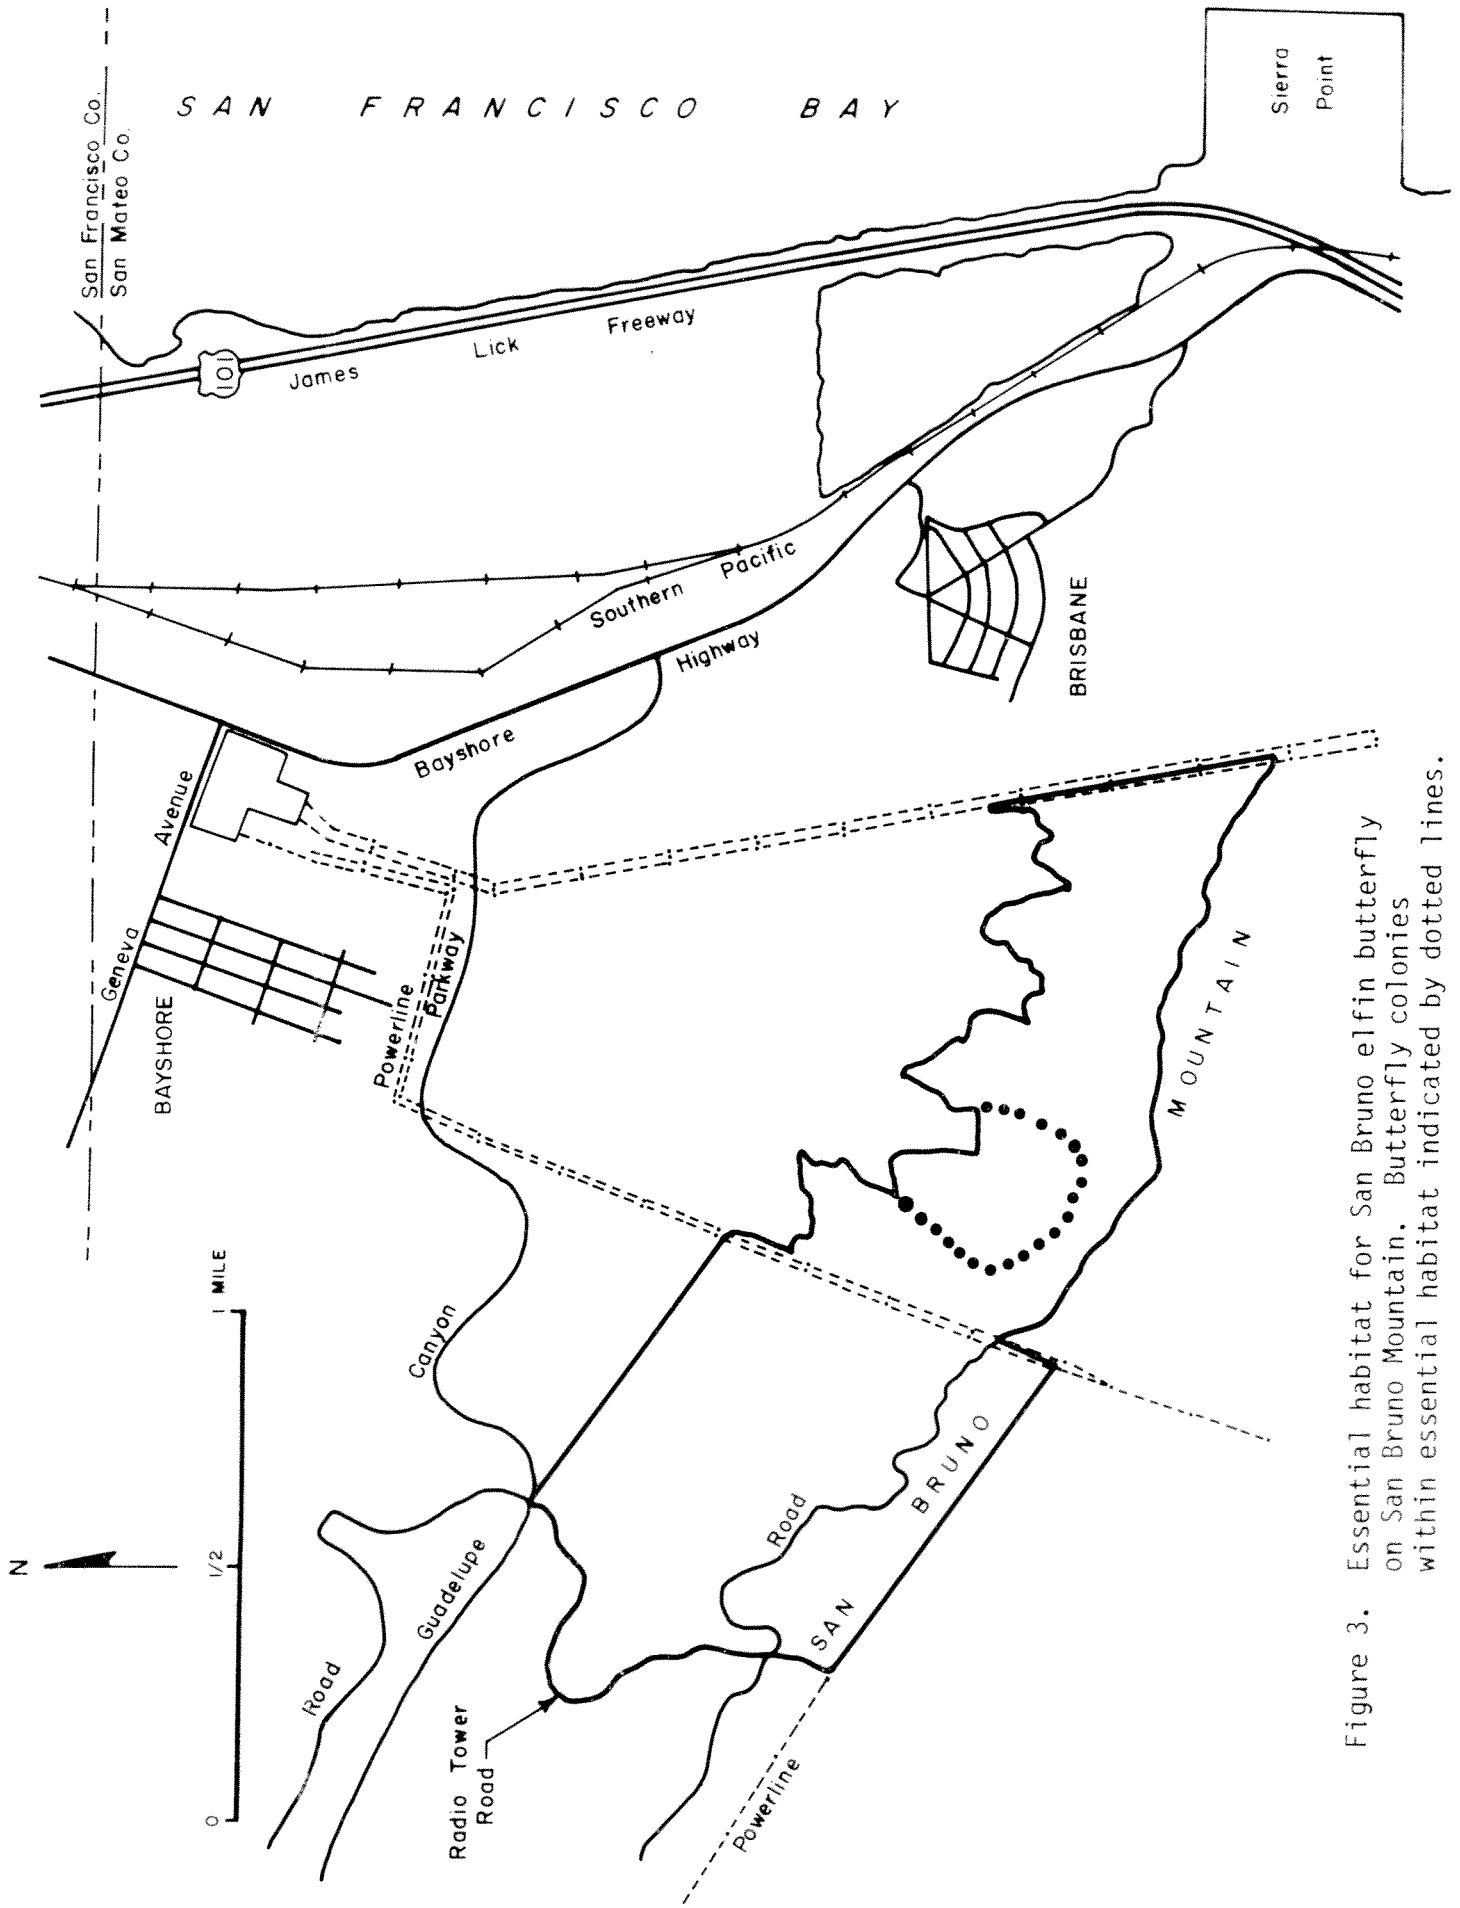 N
0
1/2
1 MILE
San Francisco Co.
San Mateo Co.
SAN FRANCISCO BAY
Sierra
Point
101
James Lick Freeway
Southern Pacific
Bayshore Highway
Geneva Avenue
BAYSHORE
BRISBANE
Powerline
Guadelupe Canyon Parkway
Road
Radio Tower
Road
Road
Powerline
SAN BRUNO MOUNTAIN
Figure 3. Essential habitat for San Bruno elfin butterfly
on San Bruno Mountain. Butterfly colonies
within essential habitat indicated by dotted lines.